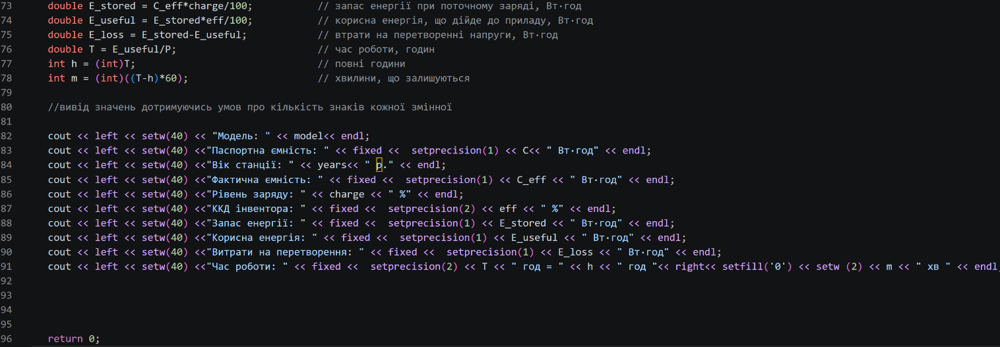 73 double E_stored = C_eff*charge/100; // запас енергії при поточному заряді, Вт·год
74 double E_useful = E_stored*eff/100; // корисна енергія, що дійде до приладу, Вт·год
75 double E_loss = E_stored-E_useful; // втрати на перетворенні напруги, Вт·год
76 double T = E_useful/P; // час роботи, годин
77 int h = (int)T; // повні години
78 int m = (int)((T-h)*60); // хвилини, що залишуються
79
80 //вивід значень дотримуючись умов про кількість знаків кожної змінної
81
82 cout << left << setw(40) << "Модель: " << model<< endl;
83 cout << left << setw(40) <<"Паспортна ємність: " << fixed <<  setprecision(1) << C<< " Вт·год" << endl;
84 cout << left << setw(40) <<"Вік станції: " << years<< " р." << endl;
85 cout << left << setw(40) <<"Фактична ємність: " << fixed <<  setprecision(1) << C_eff << " Вт·год" << endl;
86 cout << left << setw(40) <<"Рівень заряду: " << charge << " %" << endl;
87 cout << left << setw(40) <<"ККД інвентора: " << fixed <<  setprecision(2) << eff << " %" << endl;
88 cout << left << setw(40) <<"Запас енергії: " << fixed <<  setprecision(1) << E_stored << " Вт·год" << endl;
89 cout << left << setw(40) <<"Корисна енергія: " << fixed <<  setprecision(1) << E_useful << " Вт·год" << endl;
90 cout << left << setw(40) <<"Витрати на перетворення: " << fixed <<  setprecision(1) << E_loss << " Вт·год" << endl;
91 cout << left << setw(40) <<"Час роботи: " << fixed <<  setprecision(2) << T << " год = " << h << " год "<< right<< setfill('0') << setw (2) << m << " хв " << endl;
92
93
94
95
96 return 0;